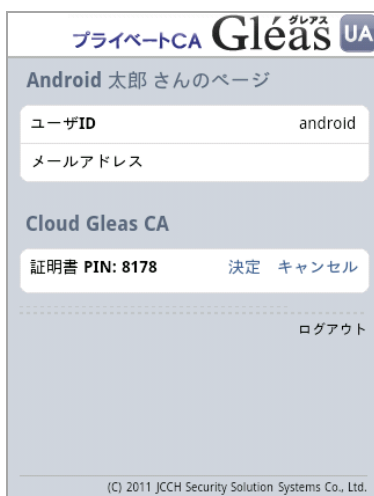 グレアス
プライベートCA Gléas UA
Android 太郎 さんのページ
ユーザID android
メールアドレス
Cloud Gleas CA
証明書 PIN: 8178 決定 キャンセル
ログアウト
(C) 2011 JCCH Security Solution Systems Co., Ltd.